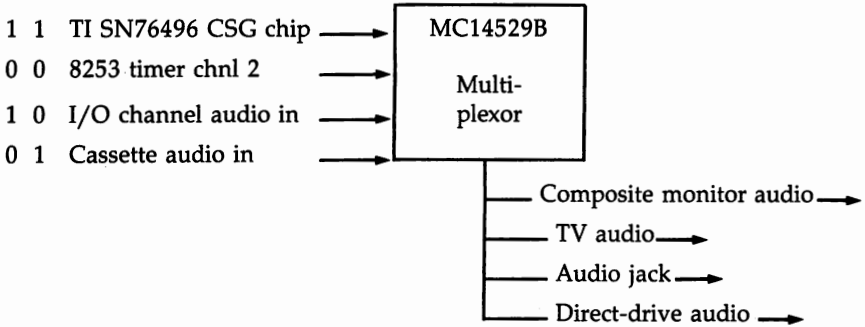 1 1 TI SN76496 CSG chip
0 0 8253 timer chnl 2
1 0 I/O channel audio in
0 1 Cassette audio in
MC14529B
Multi-
plexor
Composite monitor audio
TV audio
Audio jack
Direct-drive audio